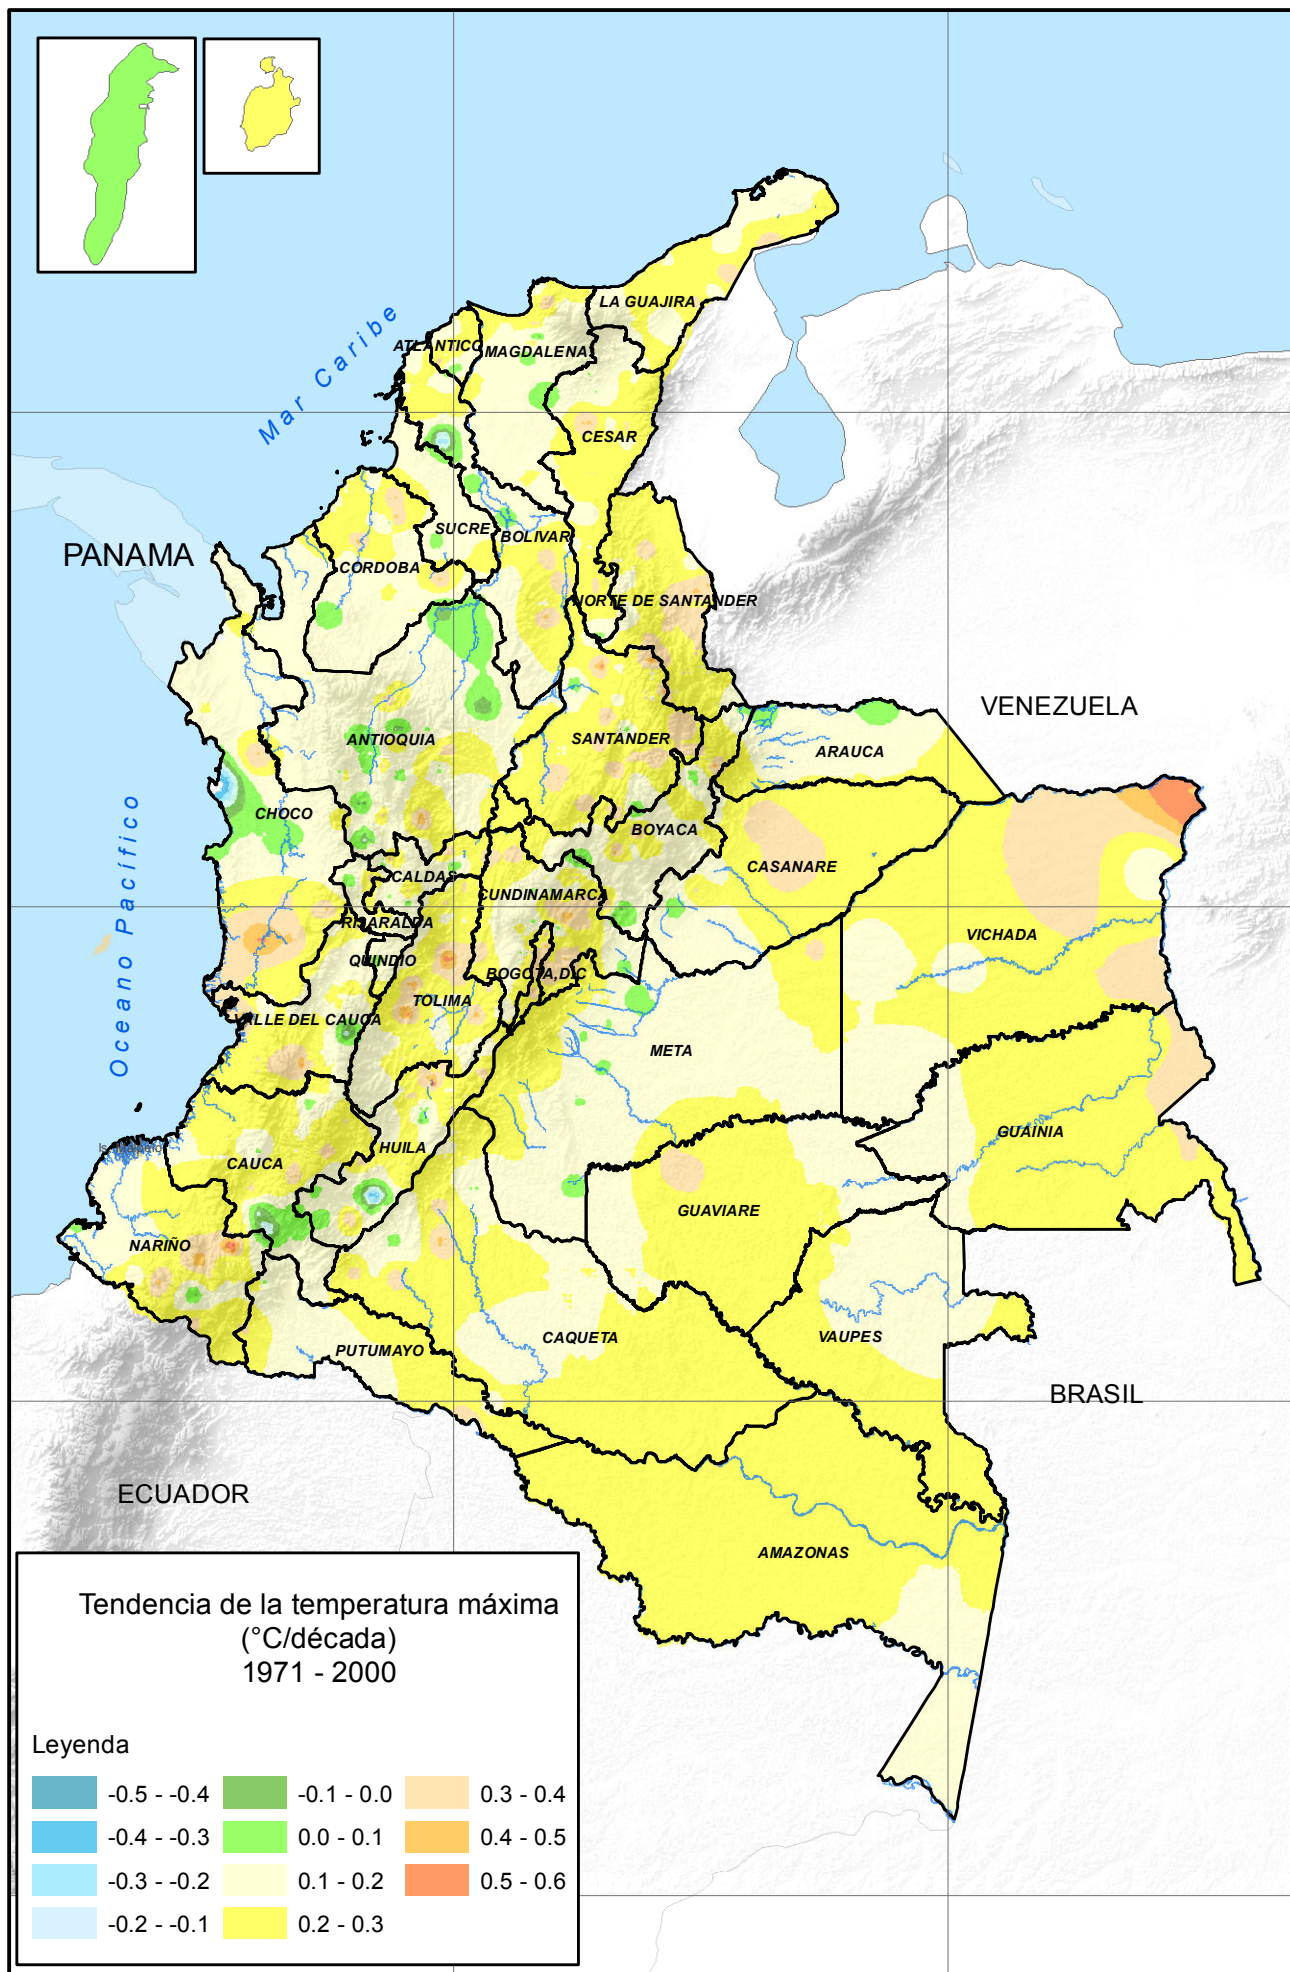 LA GUAJIRA
ATLANTICO
MAGDALENA
Mar Caribe
CESAR
SUCRE
BOLIVAR
PANAMA
CORDOBA
NORTE DE SANTANDER
VENEZUELA
ANTIOQUIA
SANTANDER
ARAUCA
CHOCO
BOYACA
CASANARE
CALDAS
CUNDINAMARCA
Oceano Pacífico
RISARALDA
VICHADA
QUINDIO
BOGOTA, D.C
TOLIMA
VALLE DEL CAUCA
META
GUAINIA
HUILA
CAUCA
GUAVIARE
NARIÑO
VAUPES
CAQUETA
PUTUMAYO
BRASIL
ECUADOR
AMAZONAS
Tendencia de la temperatura máxima
(°C/década)
1971 - 2000
Leyenda
-0.5 - -0.4
-0.4 - -0.3
-0.3 - -0.2
-0.2 - -0.1
-0.1 - 0.0
0.0 - 0.1
0.1 - 0.2
0.2 - 0.3
0.3 - 0.4
0.4 - 0.5
0.5 - 0.6